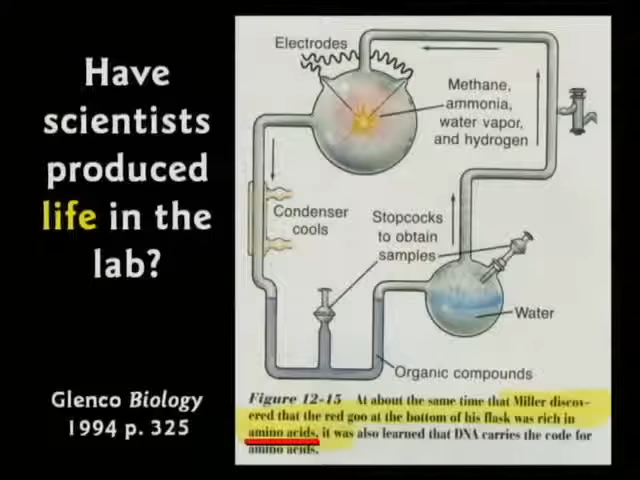 Have
scientists
produced
life in the
lab?
Glenco Biology
1994 p. 325
Electrodes
Methane,
ammonia,
water vapor,
and hydrogen
Condenser
cools
Stopcocks
to obtain
samples
Water
Organic compounds
Figure 12-15 At about the same time that Miller discov-
ered that the red goo at the bottom of his flask was rich in
amino acids, it was also learned that DNA carries the code for
amino acids.